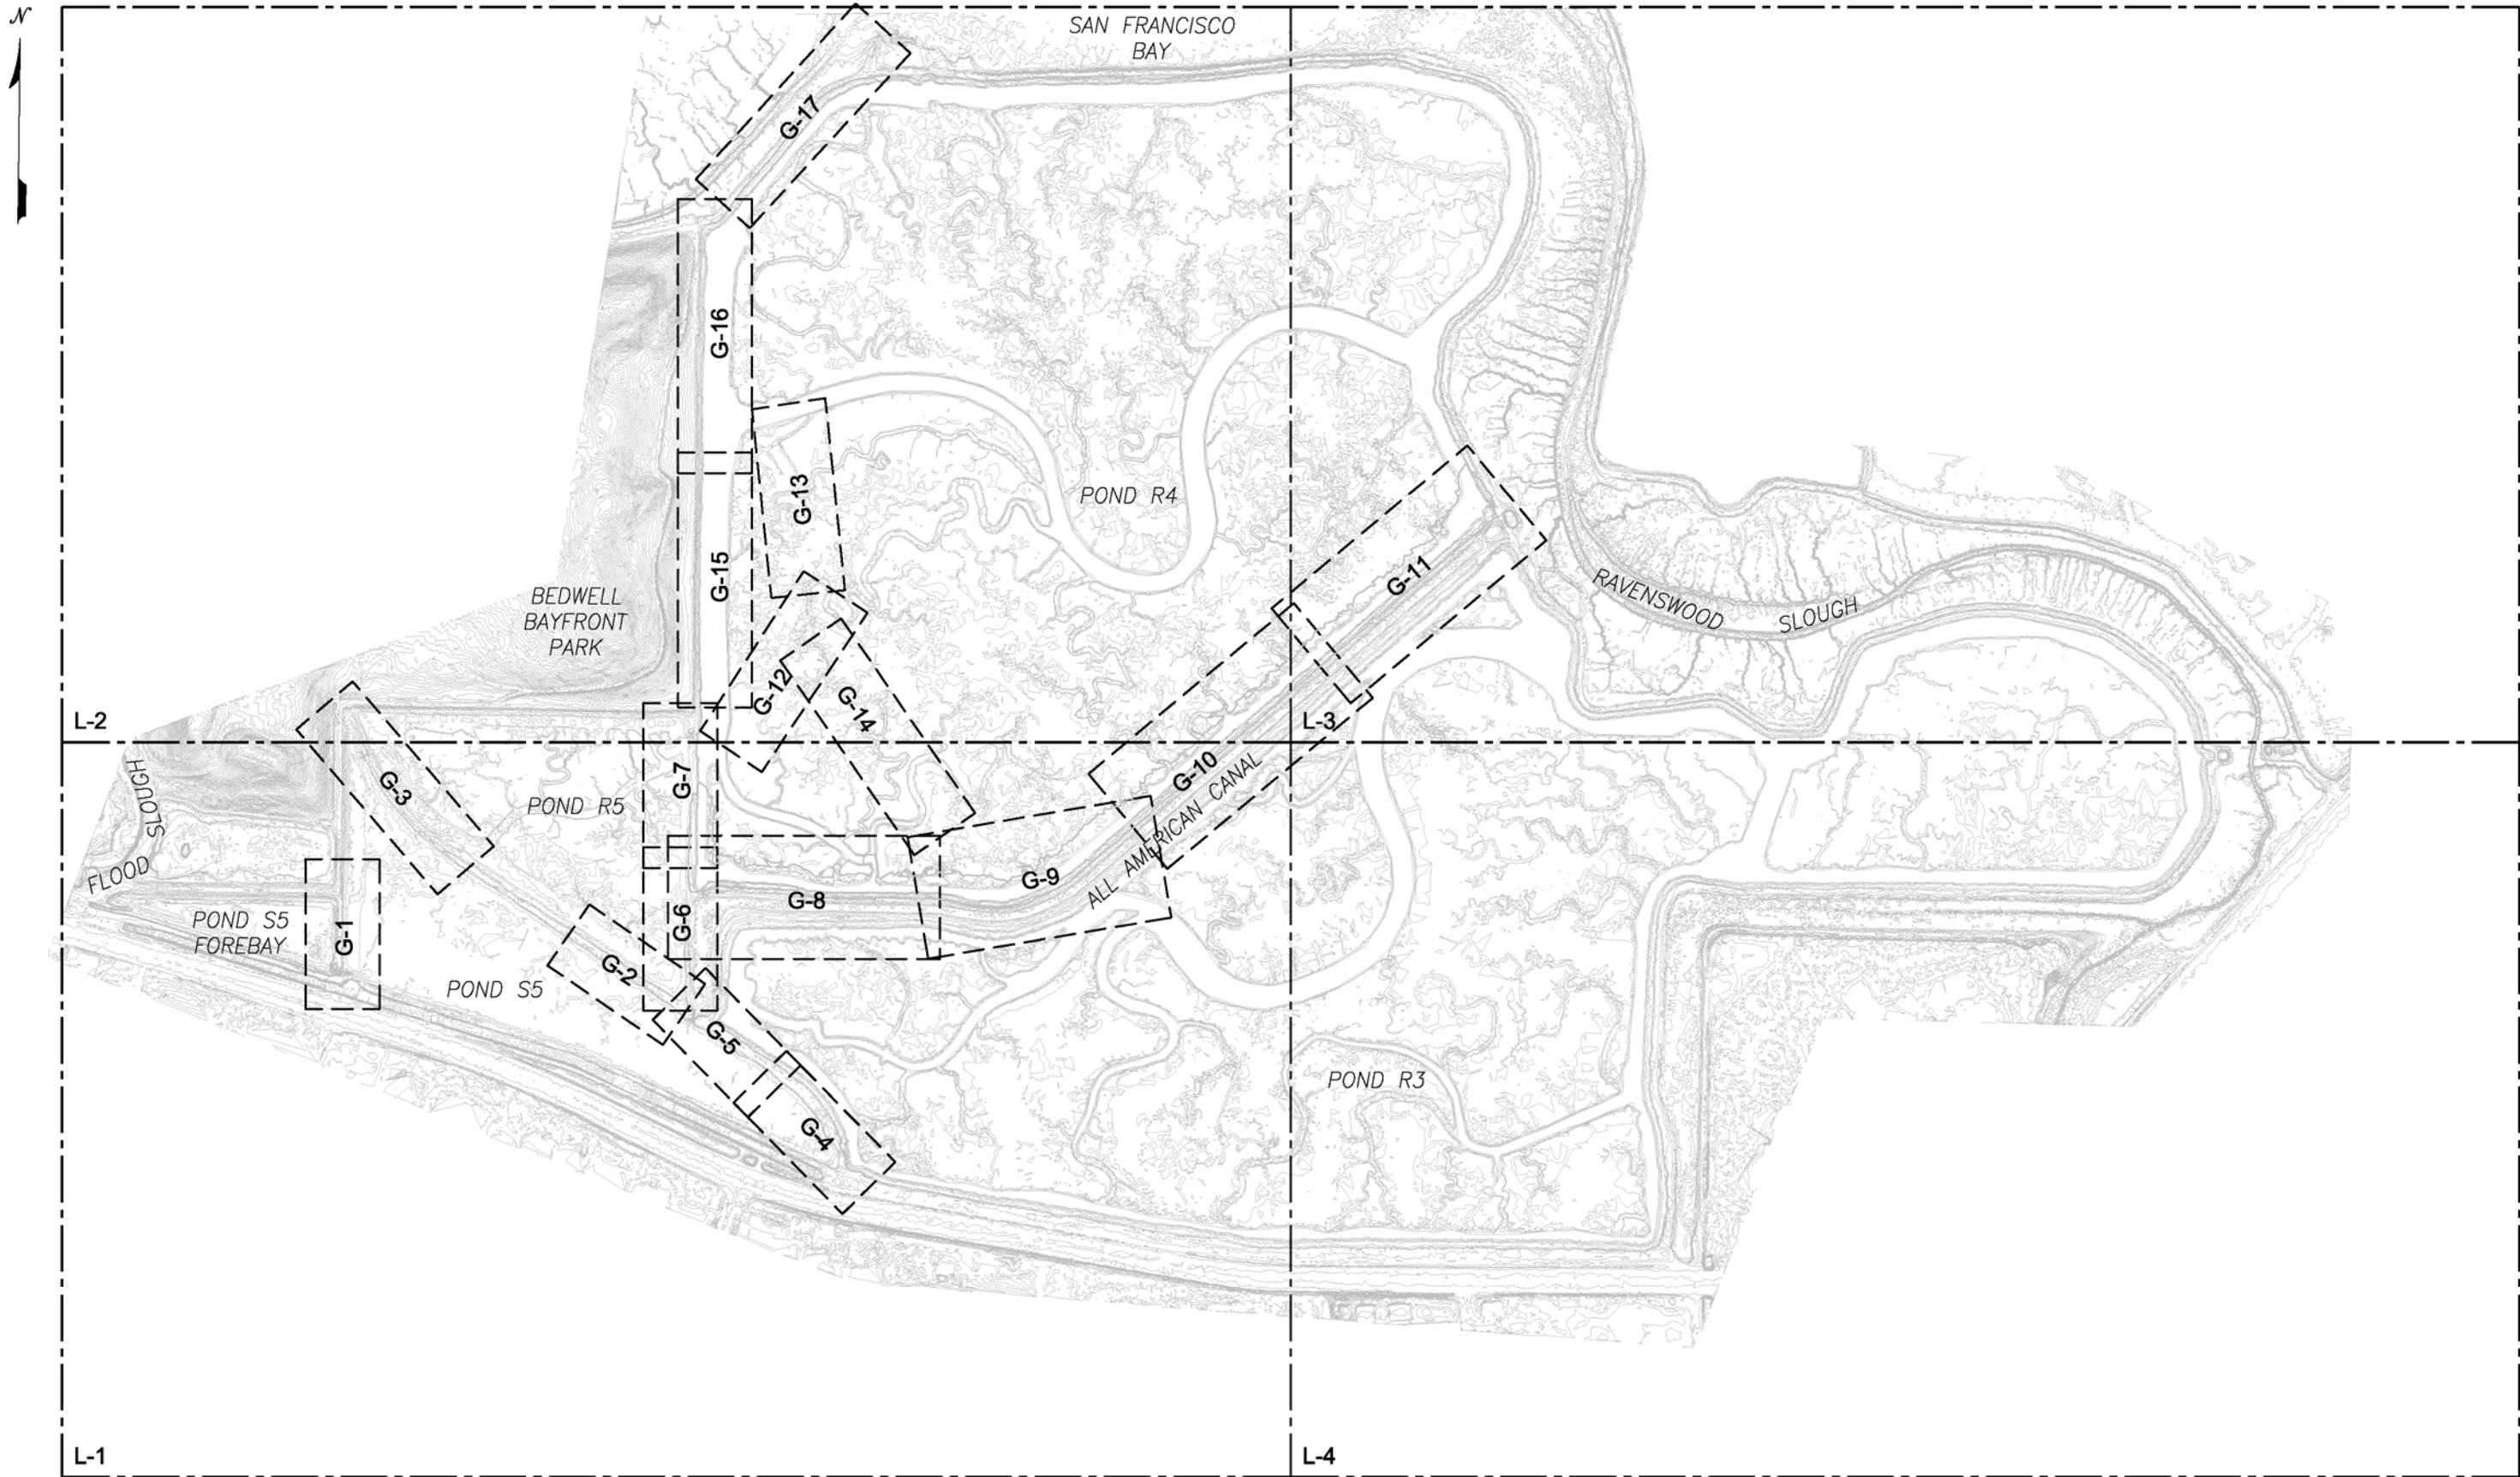 N
SAN FRANCISCO
BAY
G-17
G-16
G-13
POND R4
G-15
G-11
BEDWELL
BAYFRONT
PARK
RAVENSWOOD SLOUGH
G-12
G-14
L-2
L-3
G-3
G-7
G-10
POND R5
ALL AMERICAN CANAL
FLOOD SLOUGH
G-9
G-8
G-6
POND S5
FOREBAY
G-1
G-2
POND S5
G-5
G-4
POND R3
L-1
L-4